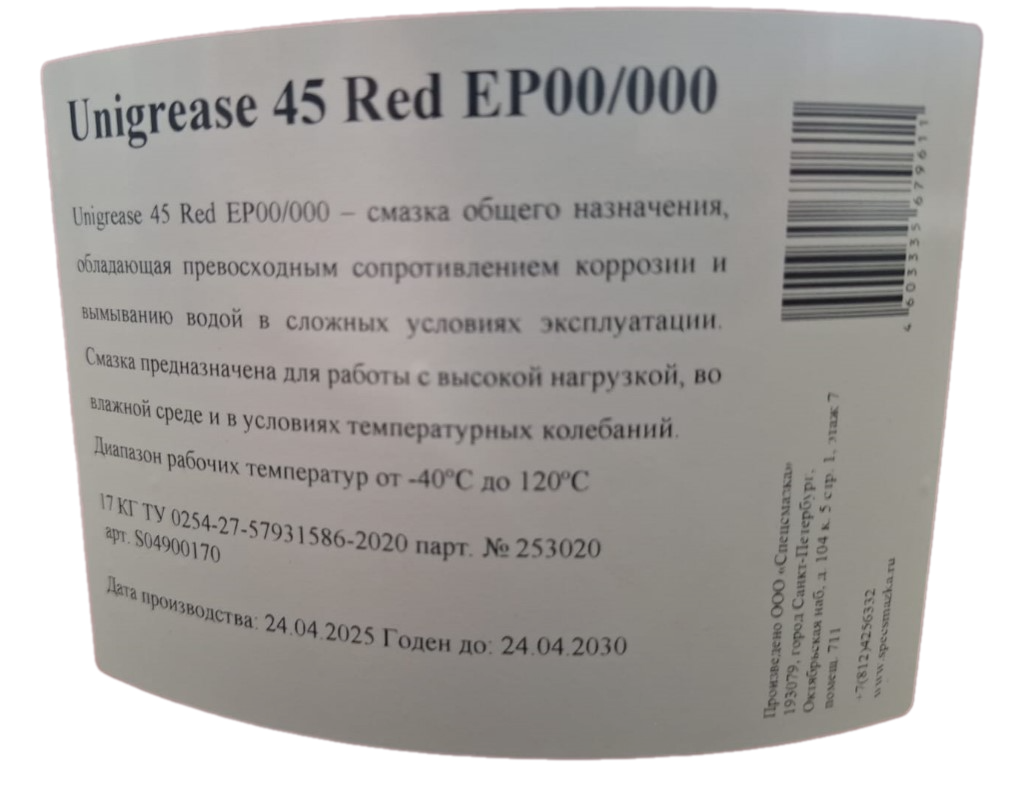 Unigrease 45 Red EP00/000
Unigrease 45 Red EP00/000 – смазка общего назначения,
обладающая превосходным сопротивлением коррозии и
вымыванию водой в сложных условиях эксплуатации.
Смазка предназначена для работы с высокой нагрузкой, во
влажной среде и в условиях температурных колебаний.
Диапазон рабочих температур от -40°C до 120°C
17 КГ ТУ 0254-27-57931586-2020 парт. № 253020
арт. S04900170
Дата производства: 24.04.2025 Годен до: 24.04.2030
4603335679611
Произведено ООО «Спецсмазка»
193079, город Санкт-Петербург,
Октябрьская наб, д. 104 к. 5 стр. 1, этаж 7
помещ. 711
+7(812)4256332
www.specsmazka.ru